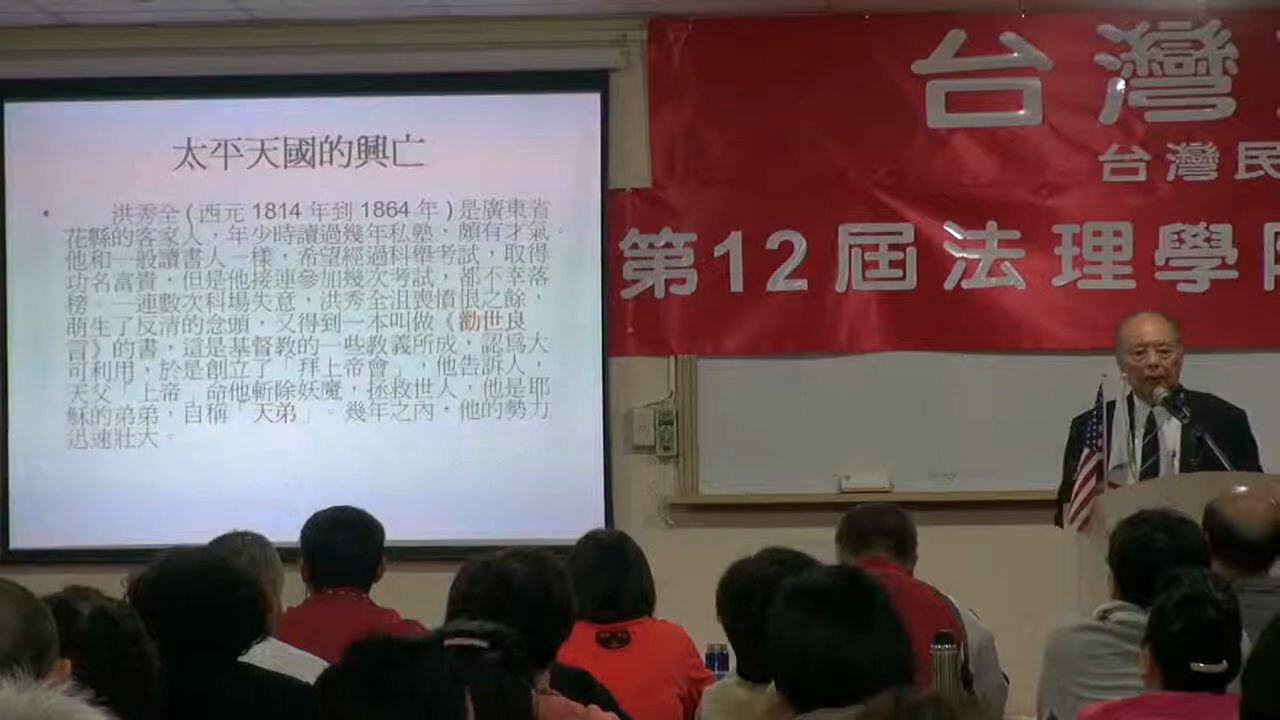 太平天國的興亡
• 洪秀全 ( 西元 1814 年到 1864 年 ) 是廣東省
花縣的客家人，年少時讀過幾年私塾，頗有才氣。
他和一般讀書人一樣，希望經過科舉考試，取得
功名富貴，但是他接連參加幾次考試，都不幸落
榜。一連數次科場失意，洪秀全沮喪憤恨之餘，
萌生了反清的念頭，又得到一本叫做《勸世良
言》的書，這是基督教的一些教義所成，認爲大
可利用，於是創立了「拜上帝會」，他告訴人，
天父「上帝」命他斬除妖魔，拯救世人，他是耶
穌的弟弟，自稱「天弟」。幾年之內，他的勢力
迅速壯大。
台灣
台灣民
第12屆法理學